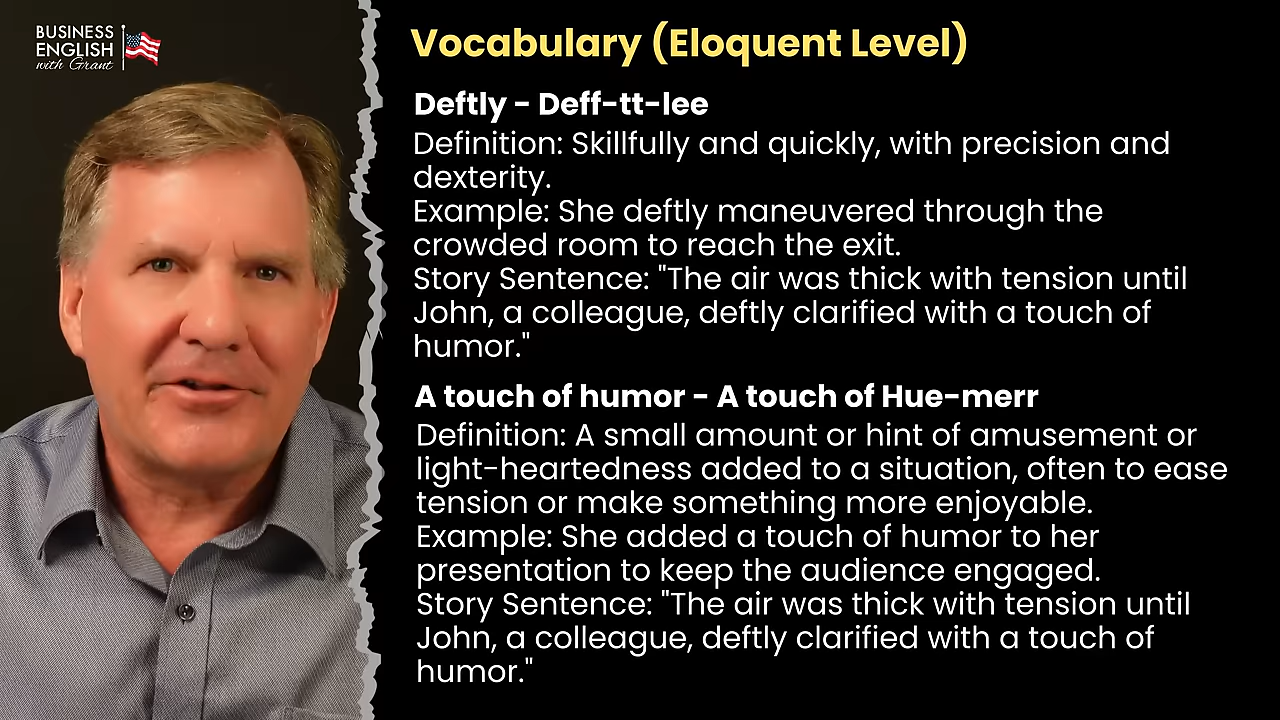 BUSINESS
ENGLISH
with Grant
Vocabulary (Eloquent Level)
Deftly - Deff-tt-lee
Definition: Skillfully and quickly, with precision and
dexterity.
Example: She deftly maneuvered through the
crowded room to reach the exit.
Story Sentence: "The air was thick with tension until
John, a colleague, deftly clarified with a touch of
humor."
A touch of humor - A touch of Hue-merr
Definition: A small amount or hint of amusement or
light-heartedness added to a situation, often to ease
tension or make something more enjoyable.
Example: She added a touch of humor to her
presentation to keep the audience engaged.
Story Sentence: "The air was thick with tension until
John, a colleague, deftly clarified with a touch of
humor."